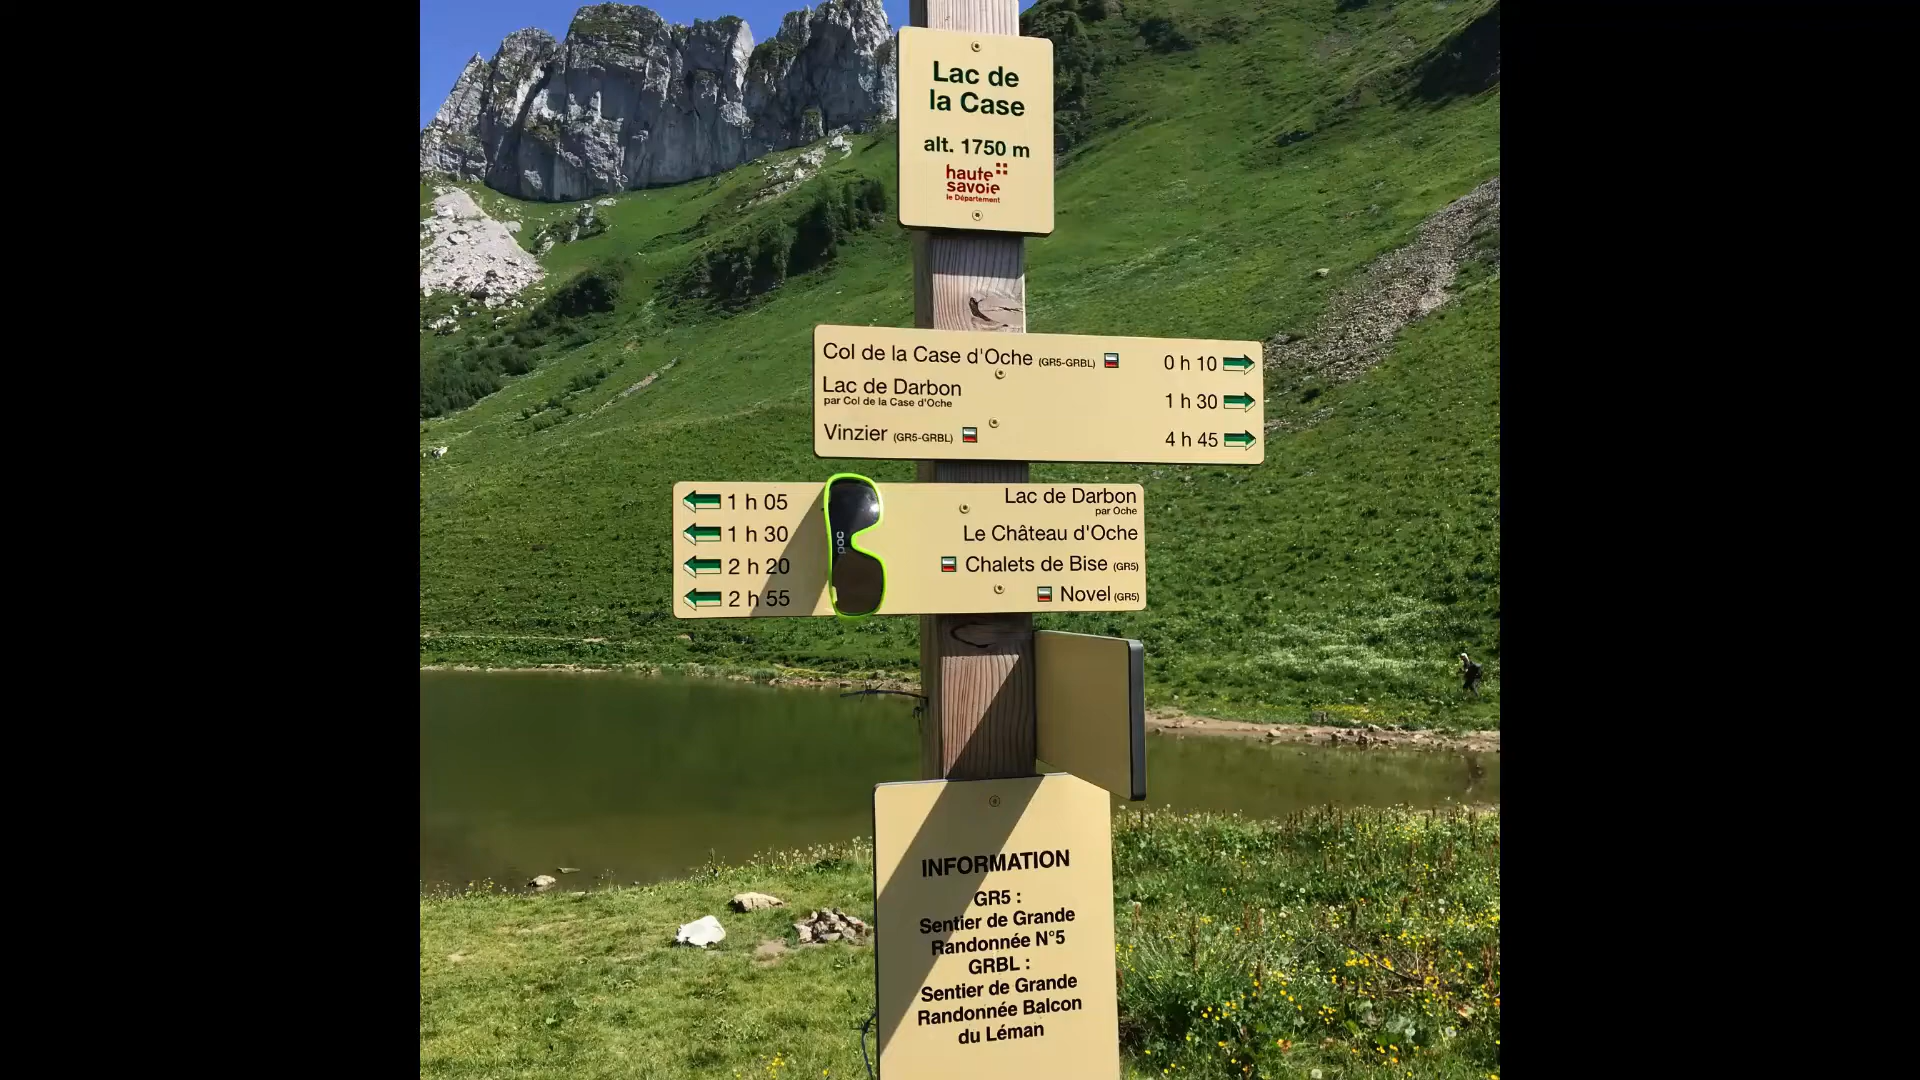 Lac de
la Case
alt. 1750 m
haute
savoie
le Département
Col de la Case d'Oche (GR5-GRBL) 0 h 10
Lac de Darbon 1 h 30
par Col de la Case d'Oche
Vinzier (GR5-GRBL) 4 h 45
1 h 05 Lac de Darbon
par Oche
1 h 30 Le Château d'Oche
2 h 20 Chalets de Bise (GR5)
2 h 55 Novel (GR5)
poc
INFORMATION
GR5 :
Sentier de Grande
Randonnée N°5
GRBL :
Sentier de Grande
Randonnée Balcon
du Léman